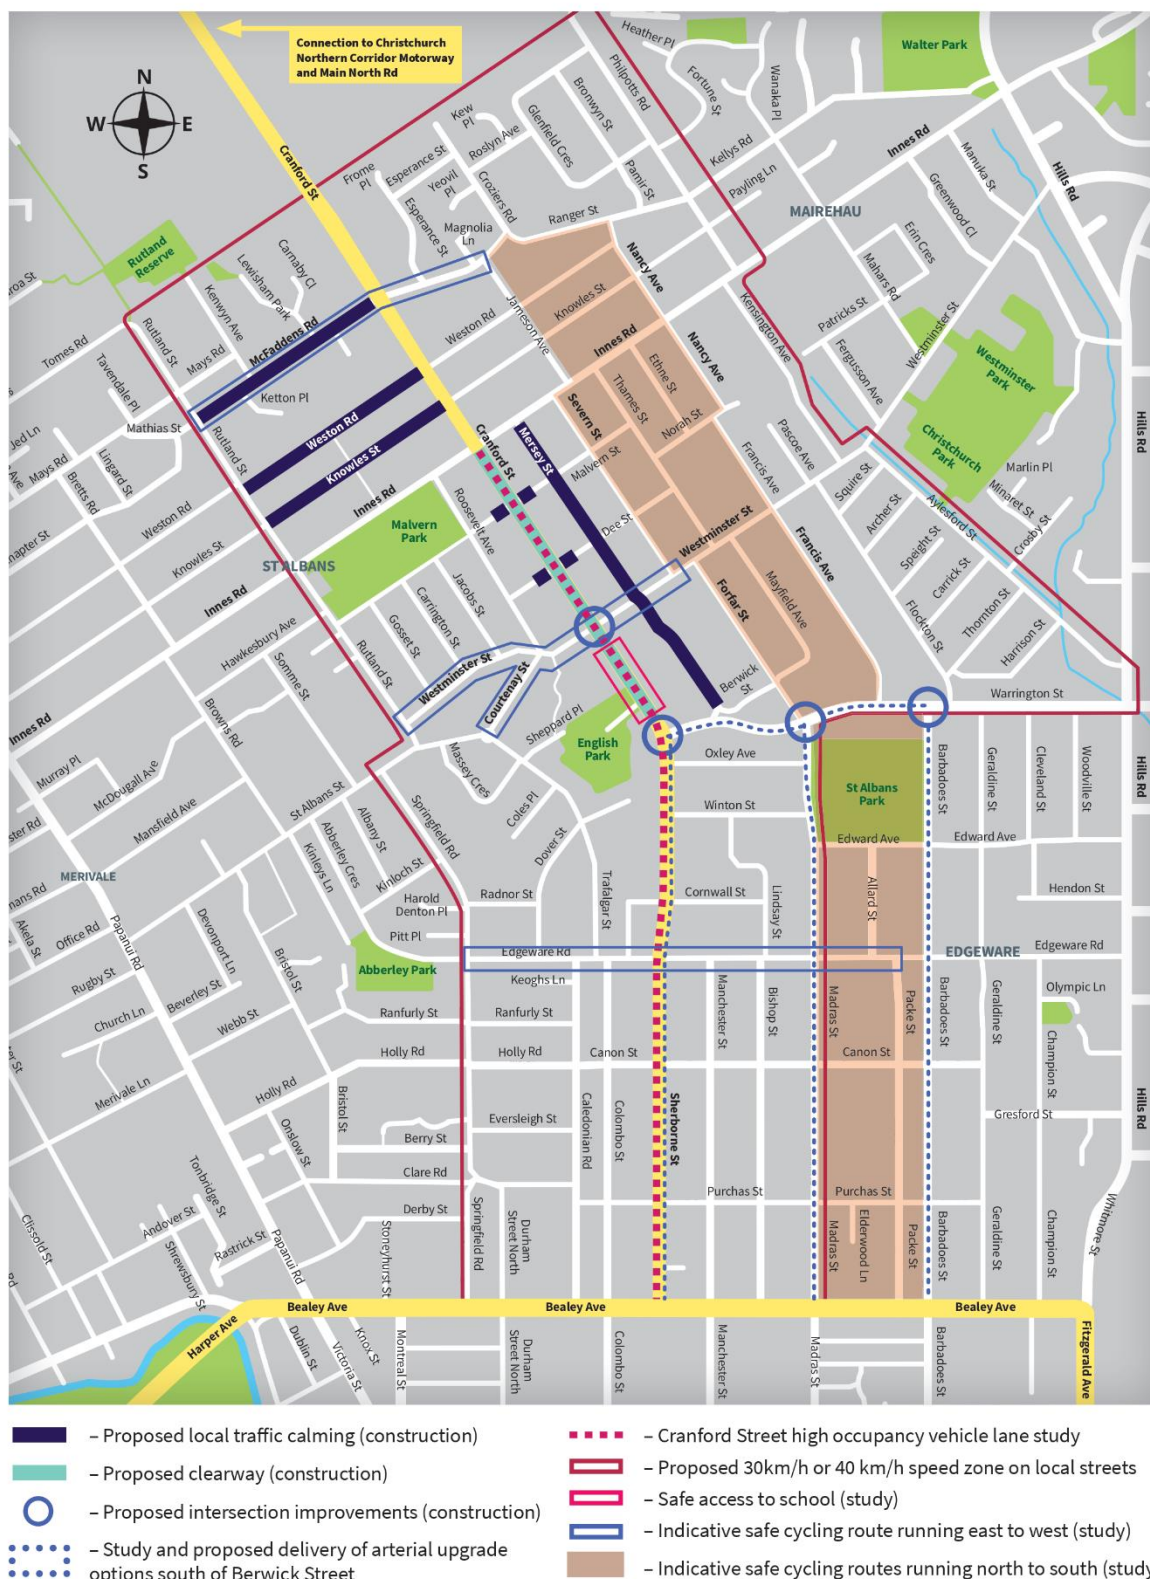 Connection to Christchurch
Northern Corridor Motorway
and Main North Rd
N
W
E
S
Cranford St
Heather Pl
Philpotts Rd
Fortune St
Wanaka Pl
Walter Park
Innes Rd
Hills Rd
Kew
Pl
Roslyn Ave
Glenfield Cres
Bronwyn St
Frome
Pl
Esperance St
Yeovil
Pl
Croziers Rd
Pamir St
Kellys Rd
Payling Ln
Manuka St
Greenwood Cl
Esperance St
Magnolia
Ln
Ranger St
MAIREHAU
Erin Cres
Mahars Rd
Rutland
Reserve
Carnaby Cl
Lewisham Park
Kenwyn Ave
Nancy Ave
Kensington Ave
Patricks St
Westminster St
Tomes Rd
Rutland St
Mays Rd
McFaddens Rd
Jameson Ave
Knowles St
Weston Rd
Innes Rd
Nancy Ave
Fergusson Ave
Westminster
Park
Tavendale Pl
Ketton Pl
Ethne St
Thames St
Mathias St
Rutland St
Weston Rd
Severn St
Norah St
Christchurch
Park
Hills Rd
Jed Ln
Mays Rd
Lingard St
Bretts Rd
Knowles St
Cranford St
Mersey St
Malvern St
Francis Ave
Pascoe Ave
Marlin Pl
Minaret St
Crosby St
Innes Rd
Squire St
Archer St
Aylesford St
Weston Rd
Roosevelt Ave
Malvern
Park
Dee St
Westminster St
Speight St
Carrick St
Knowles St
ST ALBANS
Jacobs St
Carrington St
Gosset St
Francis Ave
Mayfield Ave
Forfar St
Flockton St
Thornton St
Harrison St
Innes Rd
Hawkesbury Ave
Rutland St
Somme St
Westminster St
Courtenay St
Berwick St
Warrington St
Browns Rd
Sheppard Pl
Innes Rd
English
Park
Massey Cres
Oxley Ave
Murray Pl
McDougall Ave
Mansfield Ave
St Albans St
Springfield Rd
Coles Pl
Dover St
Winton St
St Albans
Park
Barbadoes St
Geraldine St
Cleveland St
Woodville St
Hills Rd
Albany St
Abberley Cres
Kinleys Ln
Kinloch St
Edward Ave
Edward Ave
MERIVALE
Papanui Rd
Office Rd
Akela St
Devonport Ln
Harold
Denton Pl
Radnor St
Trafalgar St
Cornwall St
Lindsay St
Allard St
Hendon St
Pitt Pl
Edgeware Rd
EDGEWARE
Edgeware Rd
Rugby St
Bristol St
Abberley Park
Keoghs Ln
Beverley St
Church Ln
Webb St
Ranfurly St
Ranfurly St
Manchester St
Bishop St
Madras St
Packe St
Barbadoes St
Geraldine St
Olympic Ln
Holly Rd
Holly Rd
Canon St
Canon St
Champion St
Merivale Ln
Holly Rd
Bristol St
Eversleigh St
Caledonian Rd
Colombo St
Sherborne St
Gresford St
Hills Rd
Onslow St
Berry St
Clare Rd
Purchas St
Purchas St
Tonbridge St
Andover St
Derby St
Stoneyhurst St
Springfield Rd
Durham
Street North
Madras St
Elderwood Ln
Packe St
Barbadoes St
Geraldine St
Champion St
Whitmore St
Clissold St
Shrewsbury St
Rastrick St
Papanui Rd
Bealey Ave
Bealey Ave
Bealey Ave
Harper Ave
Dublin St
Victoria St
Knox St
Montreal St
Durham
Street North
Colombo St
Manchester St
Madras St
Barbadoes St
Fitzgerald Ave
– Proposed local traffic calming (construction)
– Proposed clearway (construction)
– Proposed intersection improvements (construction)
– Study and proposed delivery of arterial upgrade
options south of Berwick Street
– Cranford Street high occupancy vehicle lane study
– Proposed 30km/h or 40 km/h speed zone on local streets
– Safe access to school (study)
– Indicative safe cycling route running east to west (study)
– Indicative safe cycling routes running north to south (study